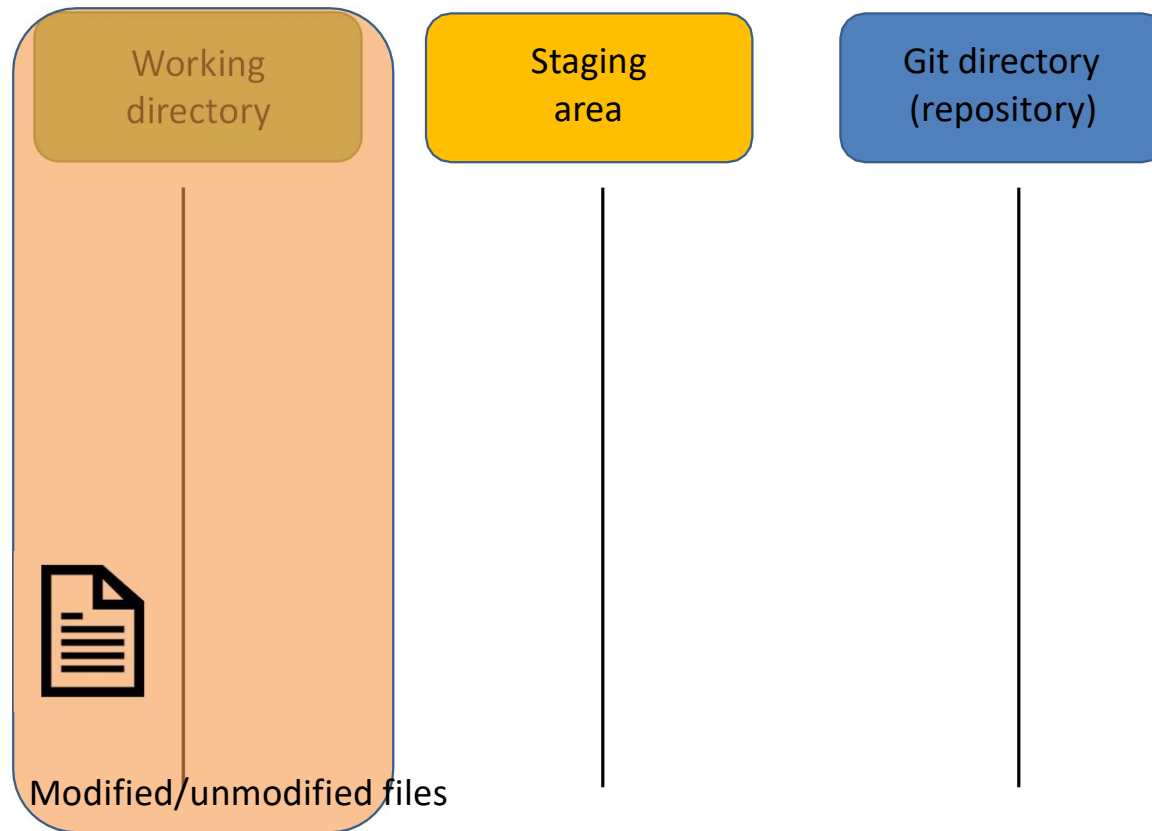 Working
directory
Staging
area
Git directory
(repository)
Modified/unmodified files